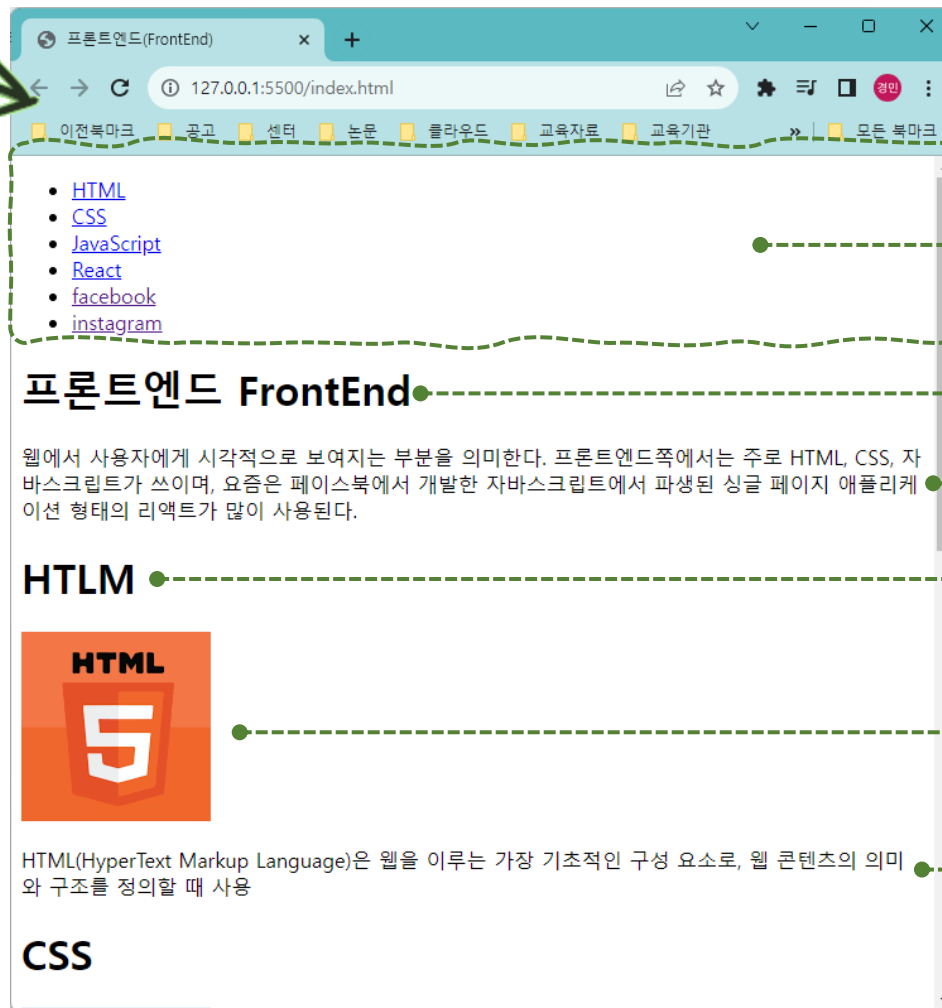 프론트엔드(FrontEnd)
127.0.0.1:5500/index.html
경민
이전북마크 공고 센터 논문 클라우드 교육자료 교육기관 » 모든 북마크
HTML
CSS
JavaScript
React
facebook
instagram
프론트엔드 FrontEnd
웹에서 사용자에게 시각적으로 보여지는 부분을 의미한다. 프론트엔드쪽에서는 주로 HTML, CSS, 자
바스크립트가 쓰이며, 요즘은 페이스북에서 개발한 자바스크립트에서 파생된 싱글 페이지 애플리케
이션 형태의 리액트가 많이 사용된다.
HTLM
HTML
5
HTML(HyperText Markup Language)은 웹을 이루는 가장 기초적인 구성 요소로, 웹 콘텐츠의 의미
와 구조를 정의할 때 사용
CSS